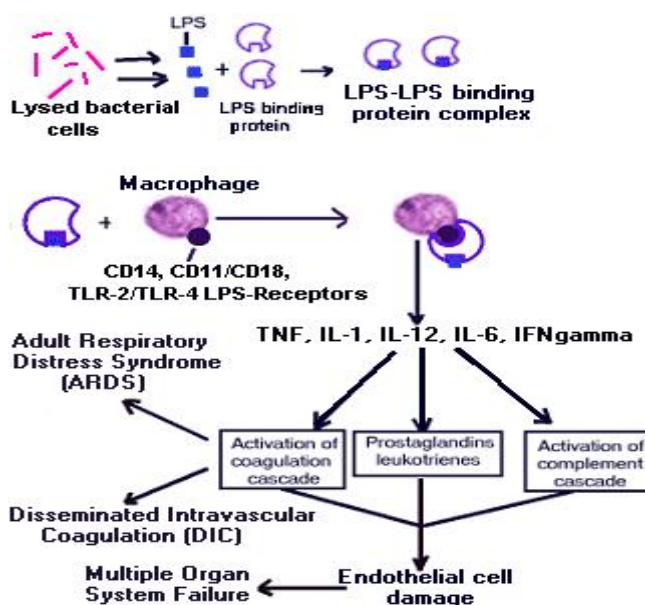 LPS
Lysed bacterial
cells
+
LPS binding
protein
LPS-LPS binding
protein complex
Macrophage
+
CD14, CD11/CD18,
TLR-2/TLR-4 LPS-Receptors
TNF, IL-1, IL-12, IL-6, IFNgamma
Adult Respiratory
Distress Syndrome
(ARDS)
Activation of
coagulation
cascade
Prostaglandins
leukotrienes
Activation of
complement
cascade
Disseminated Intravascular
Coagulation (DIC)
Multiple Organ
System Failure
Endothelial cell
damage